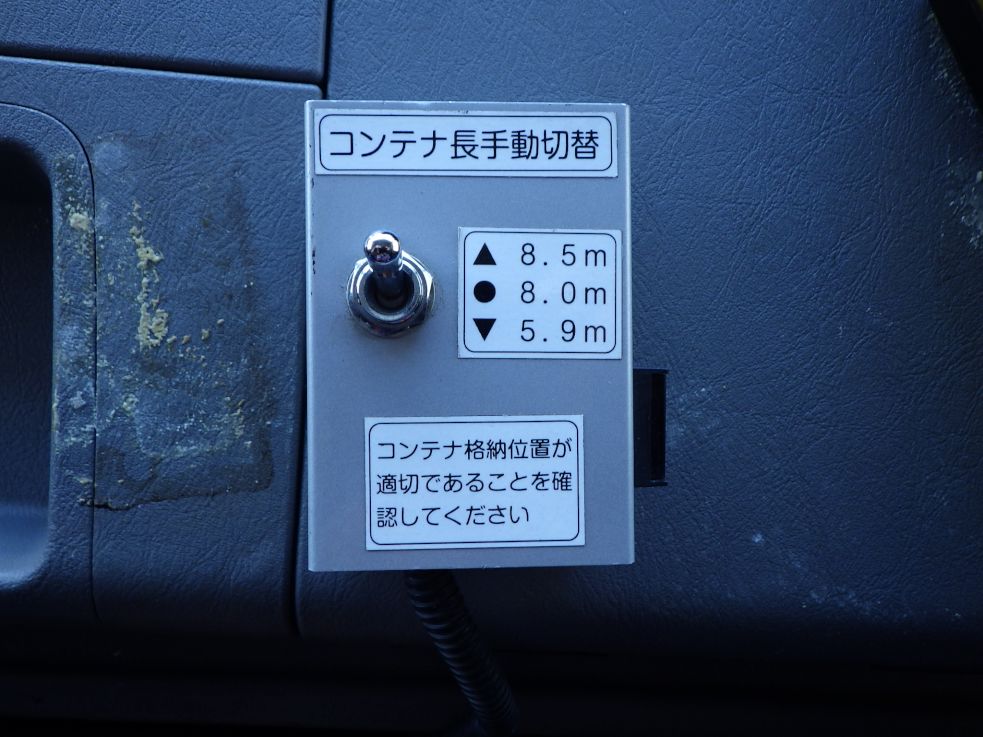 コンテナ長手動切替
▲ 8.5m
● 8.0m
▼ 5.9m
コンテナ格納位置が
適切であることを確
認してください